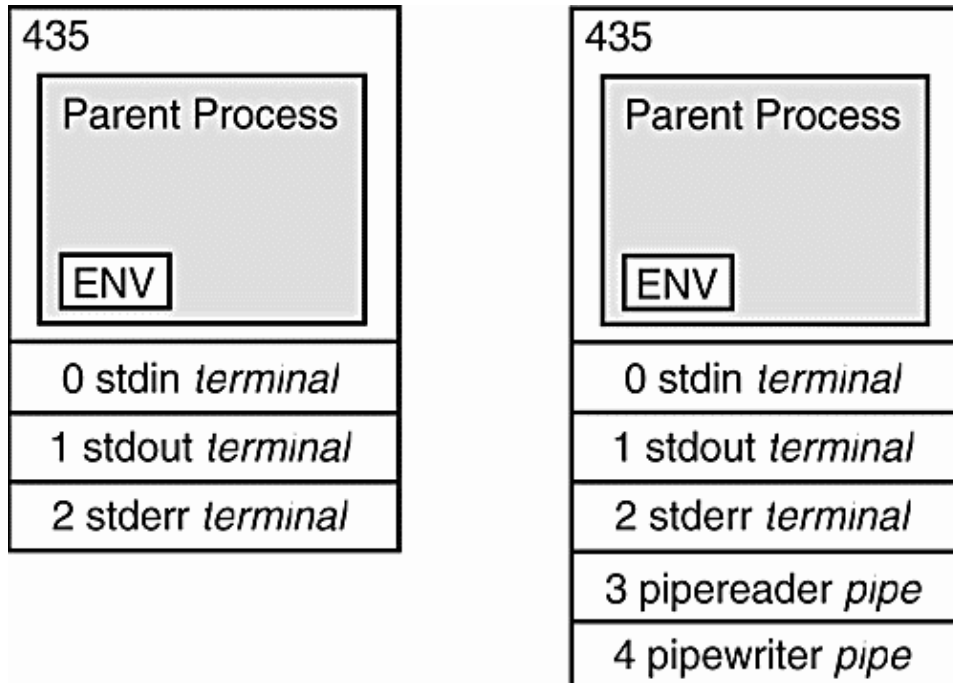 435
Parent Process
ENV
0 stdin terminal
1 stdout terminal
2 stderr terminal
435
Parent Process
ENV
0 stdin terminal
1 stdout terminal
2 stderr terminal
3 pipereader pipe
4 pipewriter pipe